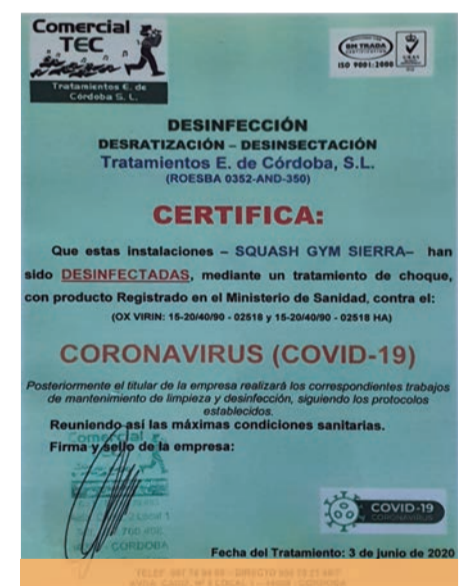 Comercial
TEC
Tratamientos E. de
Córdoba S. L.
BM TRADA
CERTIFICATION
UKAS
ISO 9001:2000
DESINFECCIÓN
DESRATIZACIÓN – DESINSECTACIÓN
Tratamientos E. de Córdoba, S.L.
(ROESBA 0352-AND-350)
CERTIFICA:
Que estas instalaciones – SQUASH GYM SIERRA– han
sido DESINFECTADAS, mediante un tratamiento de choque,
con producto Registrado en el Ministerio de Sanidad, contra el:
(OX VIRIN: 15-20/40/90 - 02518 y 15-20/40/90 - 02518 HA)
CORONAVIRUS (COVID-19)
Posteriormente el titular de la empresa realizará los correspondientes trabajos
de mantenimiento de limpieza y desinfección, siguiendo los protocolos
establecidos.
Reuniendo así las máximas condiciones sanitarias.
Firma y sello de la empresa:
Comercial
CORDOBA
COVID-19
CORONAVIRUS
Fecha del Tratamiento: 3 de junio de 2020